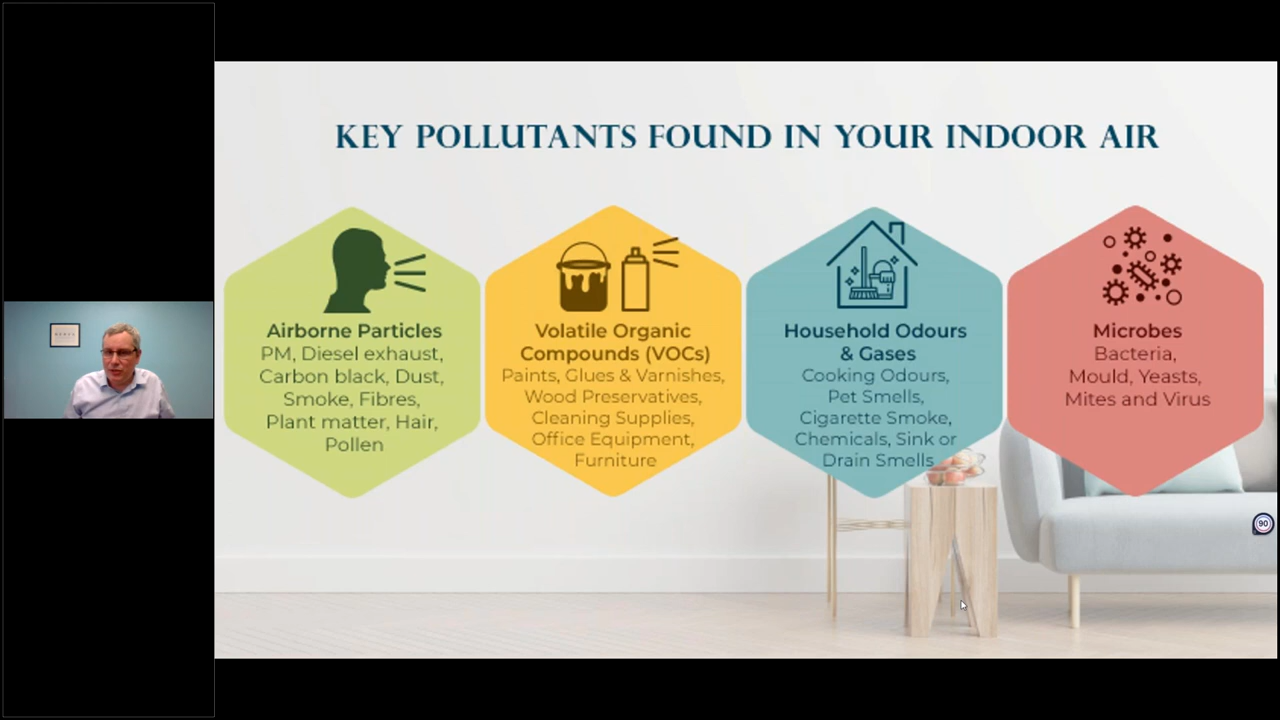 KEY POLLUTANTS FOUND IN YOUR INDOOR AIR
Airborne Particles
PM, Diesel exhaust,
Carbon black, Dust,
Smoke, Fibres,
Plant matter, Hair,
Pollen
Volatile Organic
Compounds (VOCs)
Paints, Glues & Varnishes,
Wood Preservatives,
Cleaning Supplies,
Office Equipment,
Furniture
Household Odours
& Gases
Cooking Odours,
Pet Smells,
Cigarette Smoke,
Chemicals, Sink or
Drain Smells
Microbes
Bacteria,
Mould, Yeasts,
Mites and Virus
90